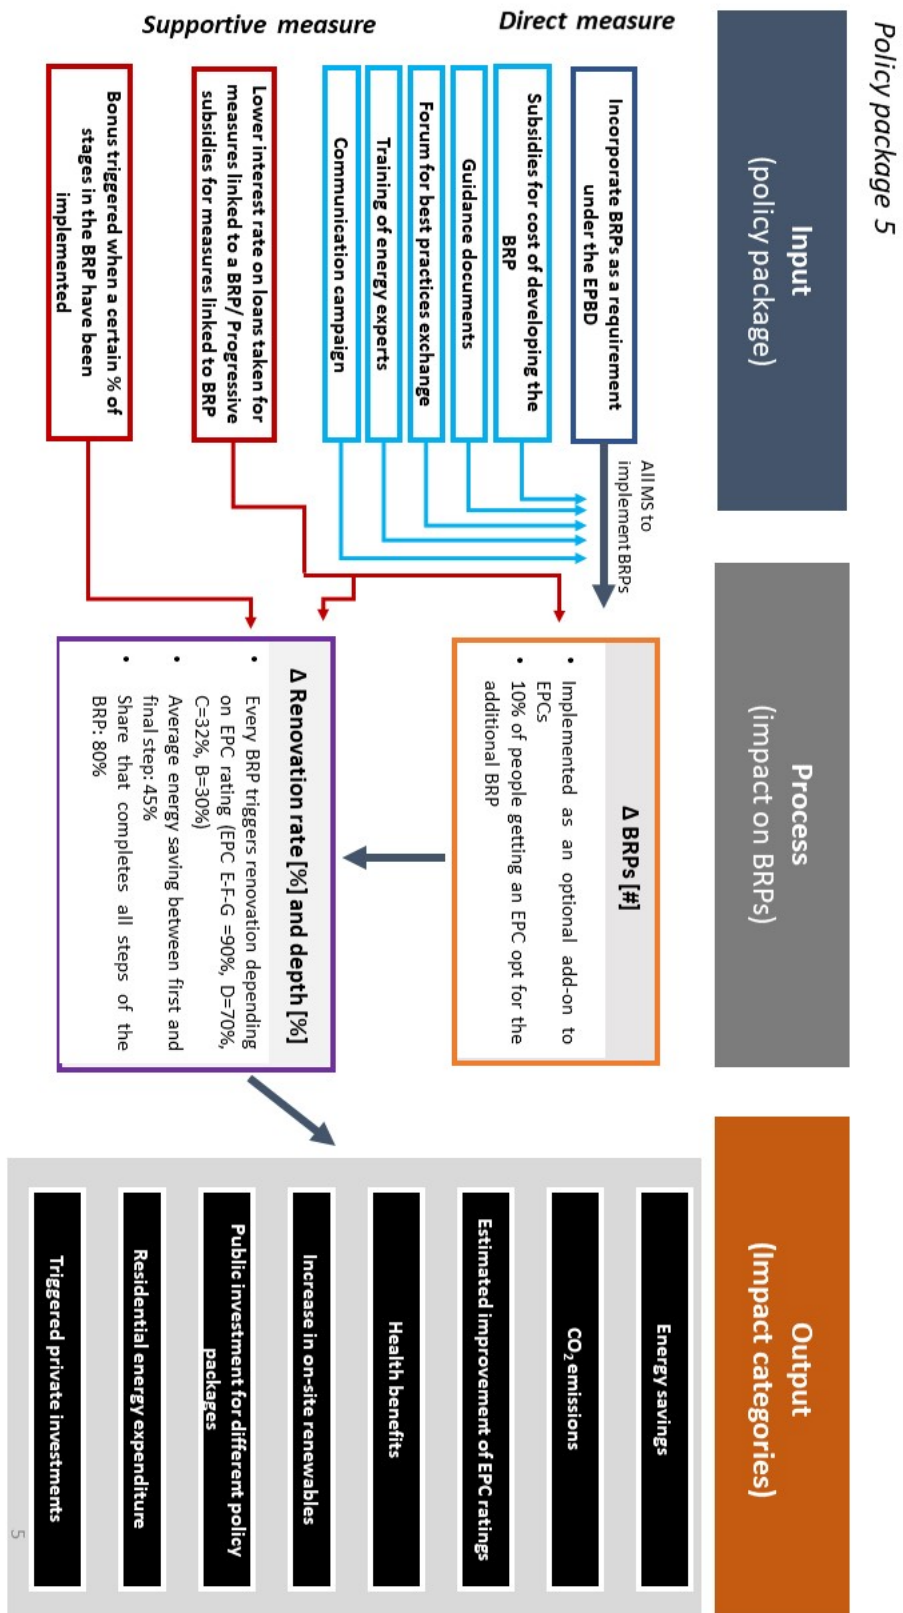 Policy package 5
Input
(policy package)
Process
(impact on BRPs)
Output
(Impact categories)
Direct measure
Supportive measure
Incorporate BRPs as a requirement
under the EPBD
Subsidies for cost of developing the
BRP
Guidance documents
Forum for best practices exchange
Training of energy experts
Communication campaign
Lower interest rate on loans taken for
measures linked to a BRP/ Progressive
subsidies for measures linked to BRP
Bonus triggered when a certain % of
stages in the BRP have been
implemented
All MS to
implement BRPs
Δ BRPs [#]
• Implemented as an optional add-on to
EPCs
• 10% of people getting an EPC opt for the
additional BRP
Δ Renovation rate [%] and depth [%]
• Every BRP triggers renovation depending
on EPC rating (EPC E-F-G =90%, D=70%,
C=32%, B=30%)
• Average energy saving between first and
final step: 45%
• Share that completes all steps of the
BRP: 80%
Energy savings
CO₂ emissions
Estimated improvement of EPC ratings
Health benefits
Increase in on-site renewables
Public investment for different policy
packages
Residential energy expenditure
Triggered private investments
5